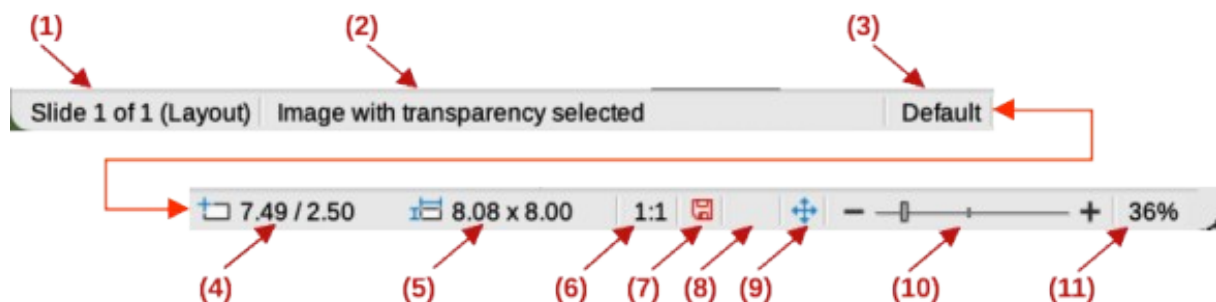 (1) (2) (3)
Slide 1 of 1 (Layout) Image with transparency selected Default
7.49 / 2.50 8.08 x 8.00 1:1 36%
(4) (5) (6) (7) (8) (9) (10) (11)